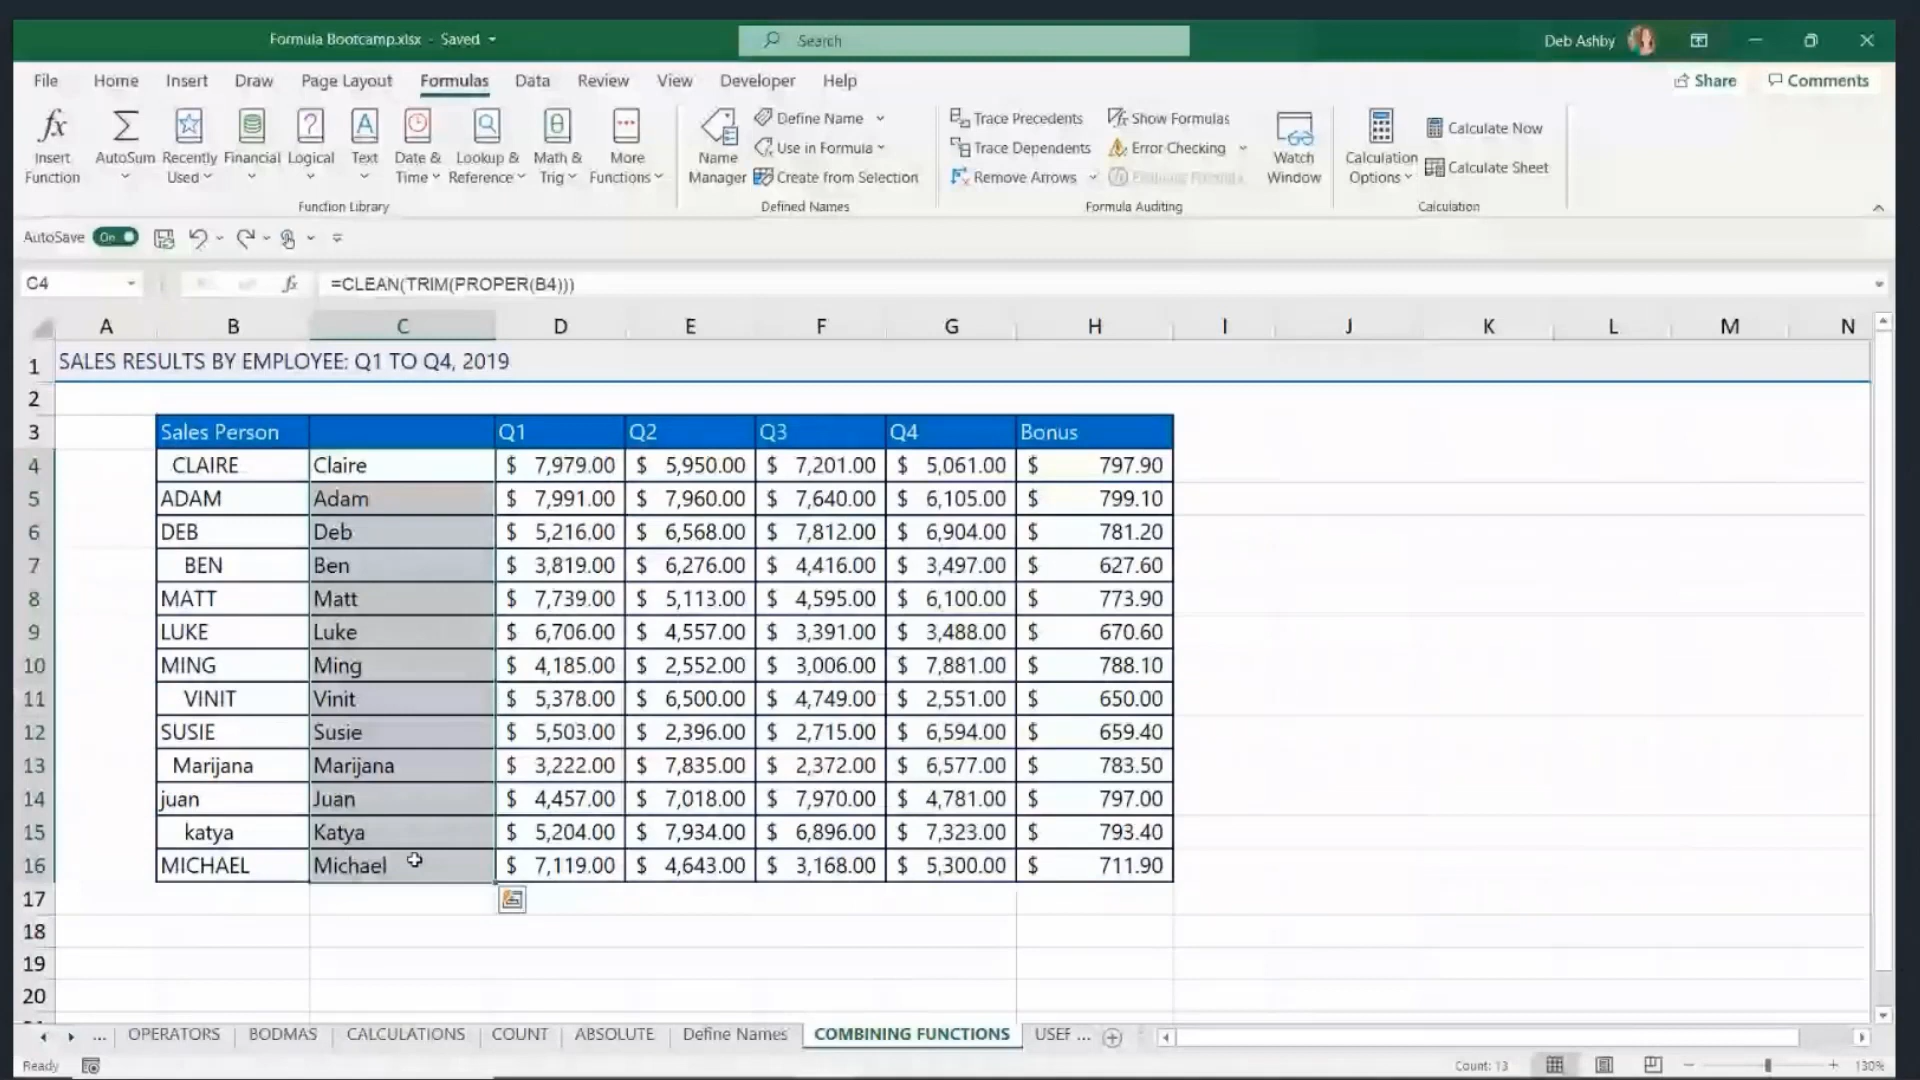 Formula Bootcamp.xlsx - Saved
Search
Deb Ashby
File Home Insert Draw Page Layout Formulas Data Review View Developer Help
Share Comments
Insert Function
AutoSum
Recently Used
Financial
Logical
Text
Date & Time
Lookup & Reference
Math & Trig
More Functions
Function Library
Name Manager
Define Name
Use in Formula
Create from Selection
Defined Names
Trace Precedents
Trace Dependents
Remove Arrows
Show Formulas
Error Checking
Evaluate Formula
Watch Window
Formula Auditing
Calculation Options
Calculate Now
Calculate Sheet
Calculation
AutoSave On
C4 fx =CLEAN(TRIM(PROPER(B4)))
A B C D E F G H I J K L M N
1 SALES RESULTS BY EMPLOYEE: Q1 TO Q4, 2019
2
3 Sales Person Q1 Q2 Q3 Q4 Bonus
4 CLAIRE Claire $ 7,979.00 $ 5,950.00 $ 7,201.00 $ 5,061.00 $ 797.90
5 ADAM Adam $ 7,991.00 $ 7,960.00 $ 7,640.00 $ 6,105.00 $ 799.10
6 DEB Deb $ 5,216.00 $ 6,568.00 $ 7,812.00 $ 6,904.00 $ 781.20
7 BEN Ben $ 3,819.00 $ 6,276.00 $ 4,416.00 $ 3,497.00 $ 627.60
8 MATT Matt $ 7,739.00 $ 5,113.00 $ 4,595.00 $ 6,100.00 $ 773.90
9 LUKE Luke $ 6,706.00 $ 4,557.00 $ 3,391.00 $ 3,488.00 $ 670.60
10 MING Ming $ 4,185.00 $ 2,552.00 $ 3,006.00 $ 7,881.00 $ 788.10
11 VINIT Vinit $ 5,378.00 $ 6,500.00 $ 4,749.00 $ 2,551.00 $ 650.00
12 SUSIE Susie $ 5,503.00 $ 2,396.00 $ 2,715.00 $ 6,594.00 $ 659.40
13 Marijana Marijana $ 3,222.00 $ 7,835.00 $ 2,372.00 $ 6,577.00 $ 783.50
14 juan Juan $ 4,457.00 $ 7,018.00 $ 7,970.00 $ 4,781.00 $ 797.00
15 katya Katya $ 5,204.00 $ 7,934.00 $ 6,896.00 $ 7,323.00 $ 793.40
16 MICHAEL Michael $ 7,119.00 $ 4,643.00 $ 3,168.00 $ 5,300.00 $ 711.90
17
18
19
20
... OPERATORS BODMAS CALCULATIONS COUNT ABSOLUTE Define Names COMBINING FUNCTIONS USEF ...
Ready Count: 13 130%